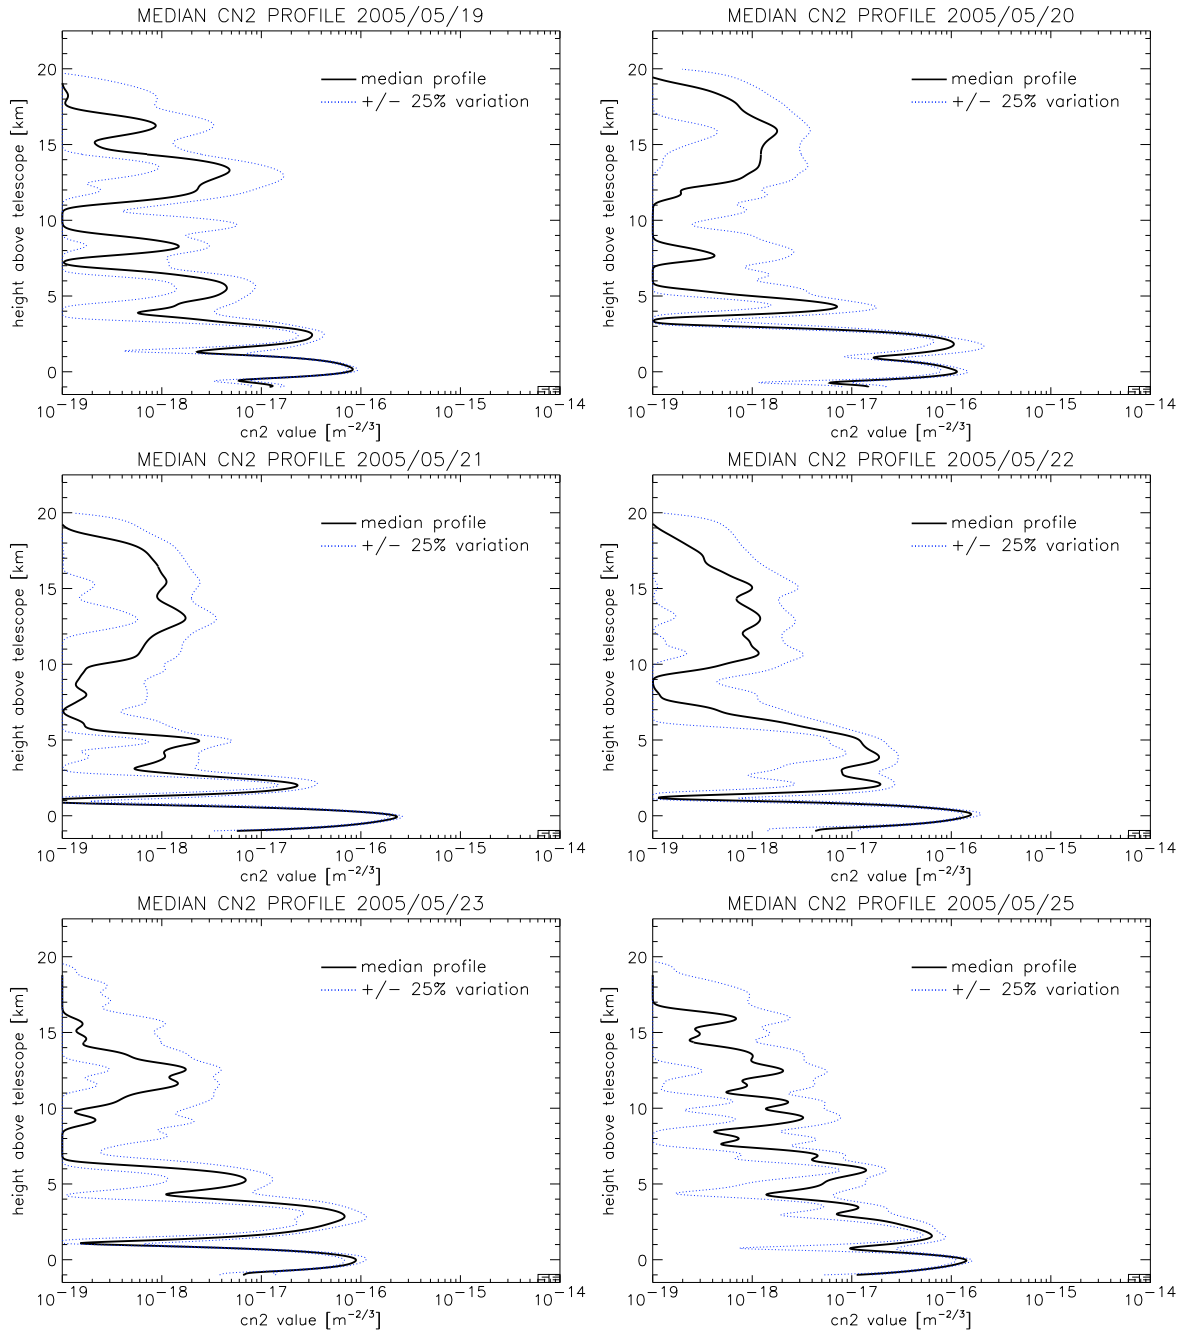 MEDIAN CN2 PROFILE 2005/05/19
height above telescope [km]
20
15
10
5
0
median profile
+/- 25% variation
10^-19 10^-18 10^-17 10^-16 10^-15 10^-14
cn2 value [m^-2/3]
MEDIAN CN2 PROFILE 2005/05/20
height above telescope [km]
20
15
10
5
0
median profile
+/- 25% variation
10^-19 10^-18 10^-17 10^-16 10^-15 10^-14
cn2 value [m^-2/3]
MEDIAN CN2 PROFILE 2005/05/21
height above telescope [km]
20
15
10
5
0
median profile
+/- 25% variation
10^-19 10^-18 10^-17 10^-16 10^-15 10^-14
cn2 value [m^-2/3]
MEDIAN CN2 PROFILE 2005/05/22
height above telescope [km]
20
15
10
5
0
median profile
+/- 25% variation
10^-19 10^-18 10^-17 10^-16 10^-15 10^-14
cn2 value [m^-2/3]
MEDIAN CN2 PROFILE 2005/05/23
height above telescope [km]
20
15
10
5
0
median profile
+/- 25% variation
10^-19 10^-18 10^-17 10^-16 10^-15 10^-14
cn2 value [m^-2/3]
MEDIAN CN2 PROFILE 2005/05/25
height above telescope [km]
20
15
10
5
0
median profile
+/- 25% variation
10^-19 10^-18 10^-17 10^-16 10^-15 10^-14
cn2 value [m^-2/3]